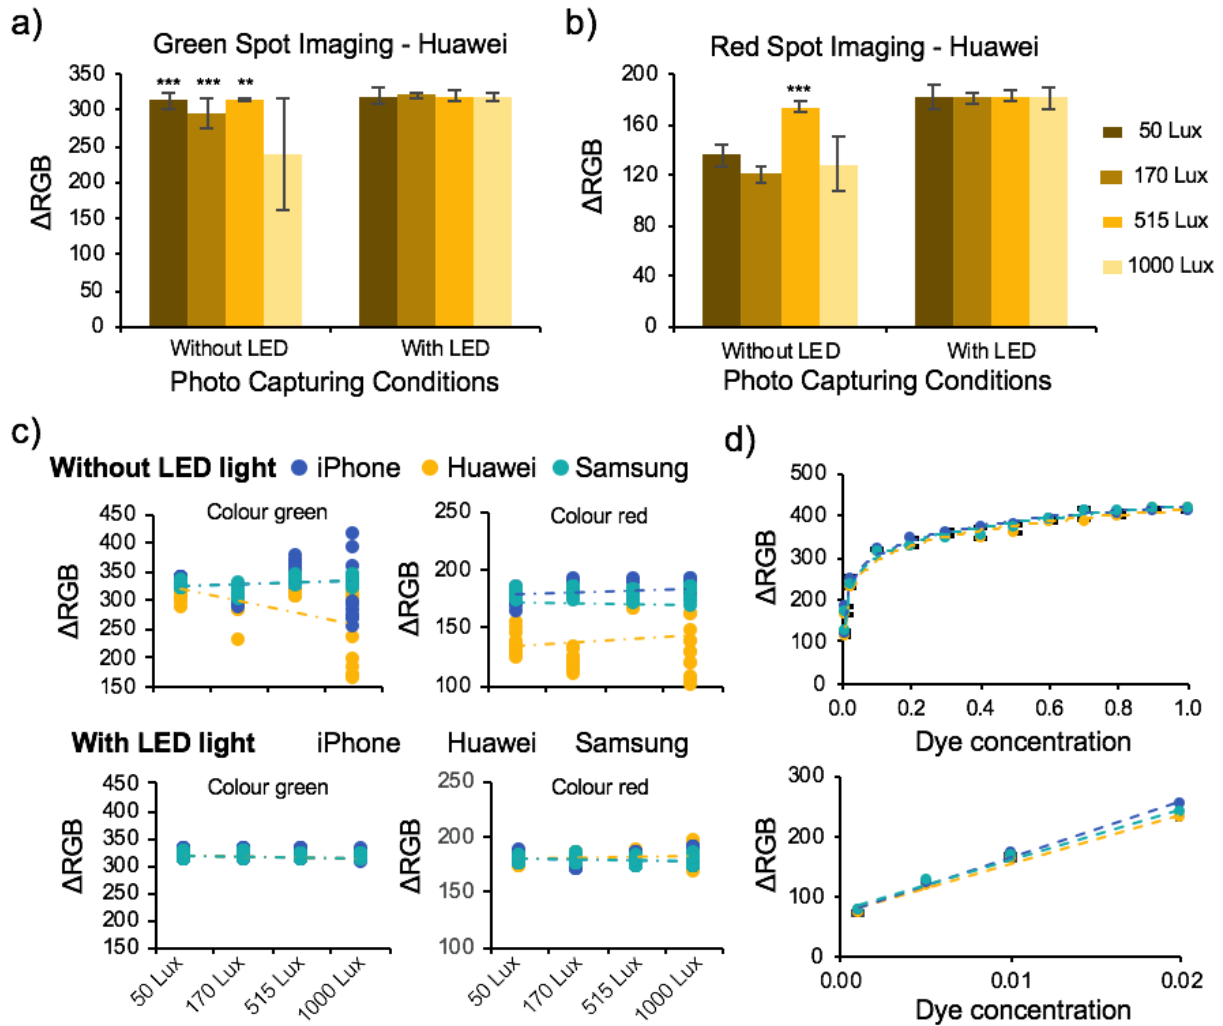 a)
Green Spot Imaging - Huawei
350
300
250
200
150
100
50
0
ΔRGB
***
***
**
Without LED
With LED
Photo Capturing Conditions
b)
Red Spot Imaging - Huawei
200
160
120
80
40
0
ΔRGB
***
Without LED
With LED
Photo Capturing Conditions
50 Lux
170 Lux
515 Lux
1000 Lux
c)
Without LED light iPhone Huawei Samsung
Colour green
450
400
350
300
250
200
150
ΔRGB
Colour red
250
200
150
100
ΔRGB
With LED light iPhone Huawei Samsung
Colour green
450
400
350
300
250
200
150
ΔRGB
50 Lux
170 Lux
515 Lux
1000 Lux
Colour red
250
200
150
100
ΔRGB
50 Lux
170 Lux
515 Lux
1000 Lux
d)
500
400
300
200
100
0
ΔRGB
0.0 0.2 0.4 0.6 0.8 1.0
Dye concentration
300
200
100
0
ΔRGB
0.00 0.01 0.02
Dye concentration